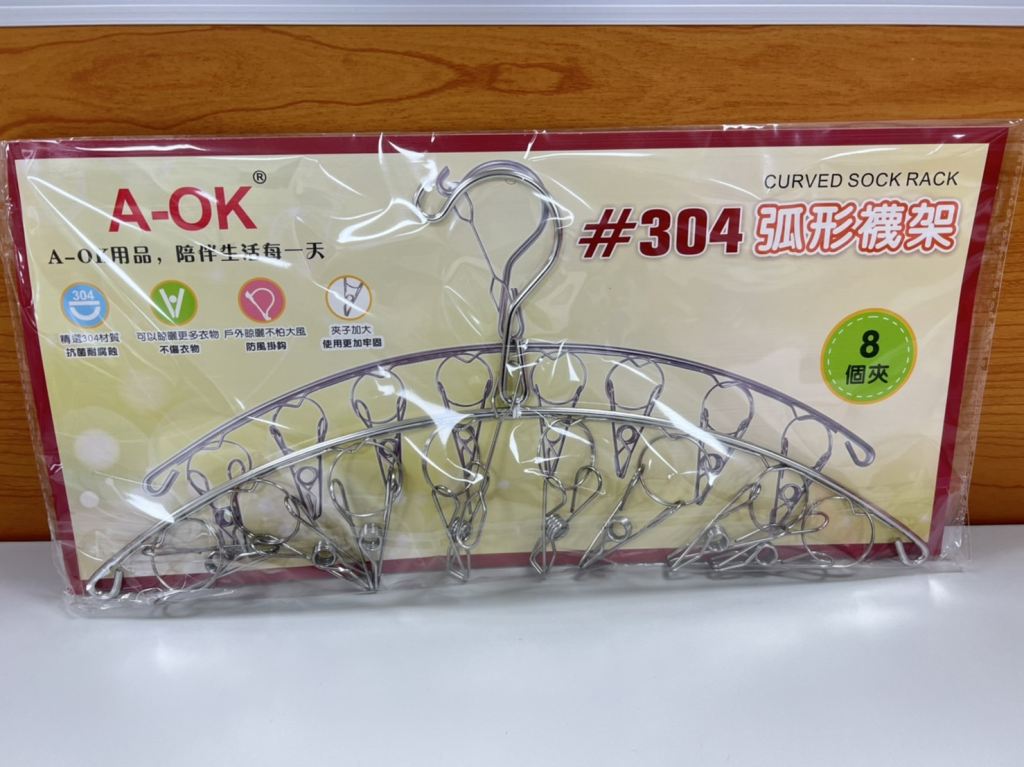 A-OK®
A-OK用品，陪伴生活每一天
304
精選304材質
抗菌耐腐蝕
可以晾曬更多衣物
不傷衣物
戶外晾曬不怕大風
防風掛鉤
夾子加大
使用更加牢固
CURVED SOCK RACK
#304 弧形襪架
8
個夾